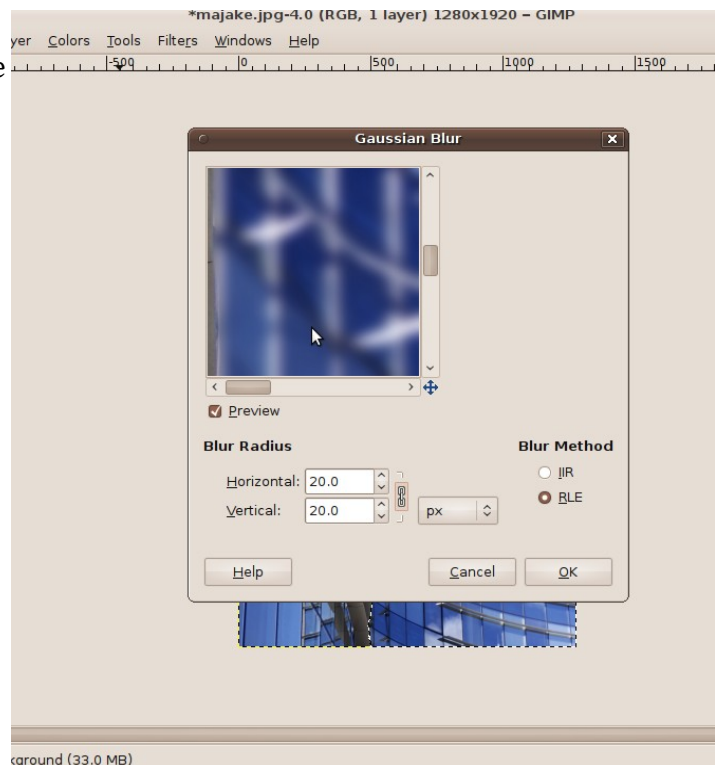 *majake.jpg-4.0 (RGB, 1 layer) 1280x1920 – GIMP
yer Colors Tools Filters Windows Help
e
-500 0 500 1000 1500
Gaussian Blur
Preview
Blur Radius
Blur Method
Horizontal: 20.0
IIR
Vertical: 20.0
px
RLE
Help
Cancel
OK
kground (33.0 MB)